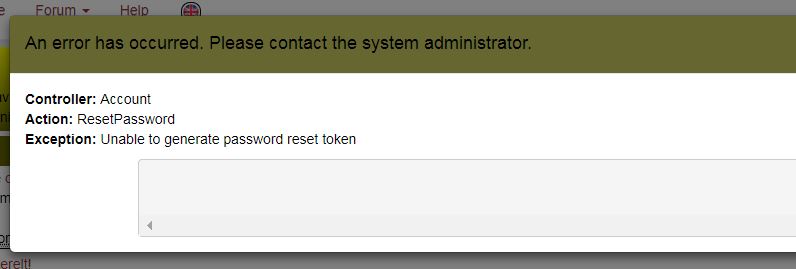 Forum Help
An error has occurred. Please contact the system administrator.
Controller: Account
Action: ResetPassword
Exception: Unable to generate password reset token